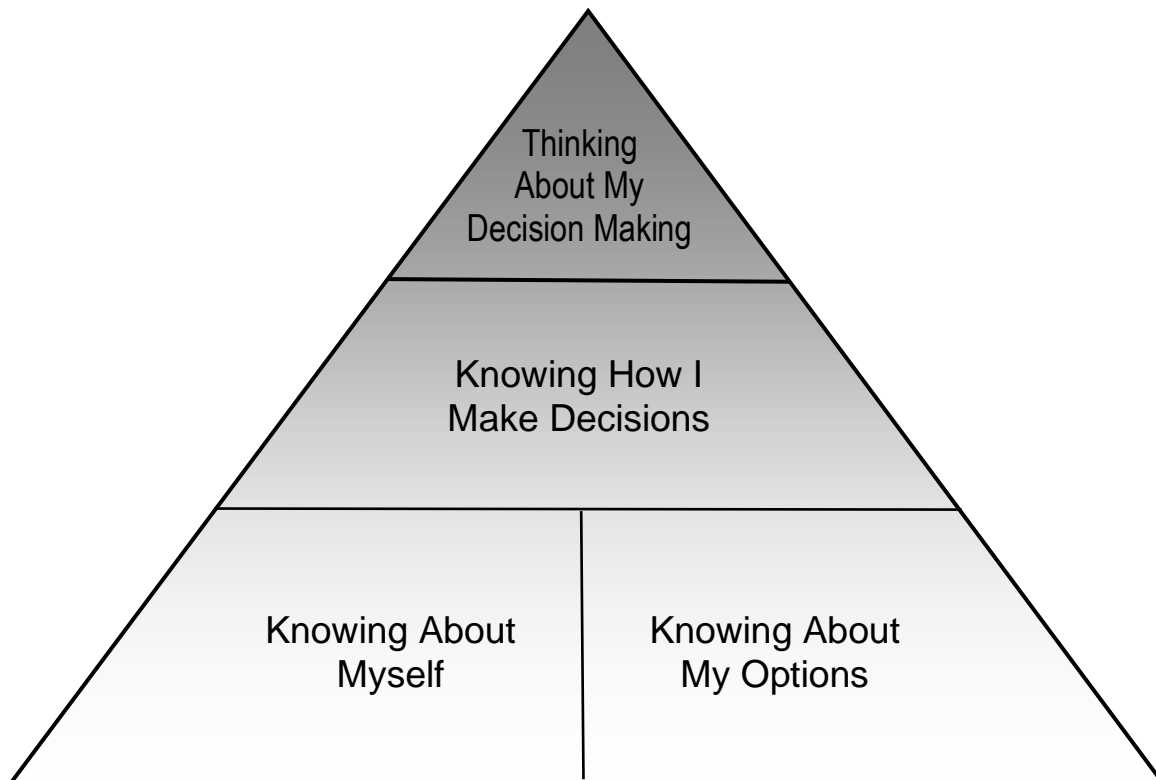 Thinking
About My
Decision Making
Knowing How I
Make Decisions
Knowing About
Myself
Knowing About
My Options